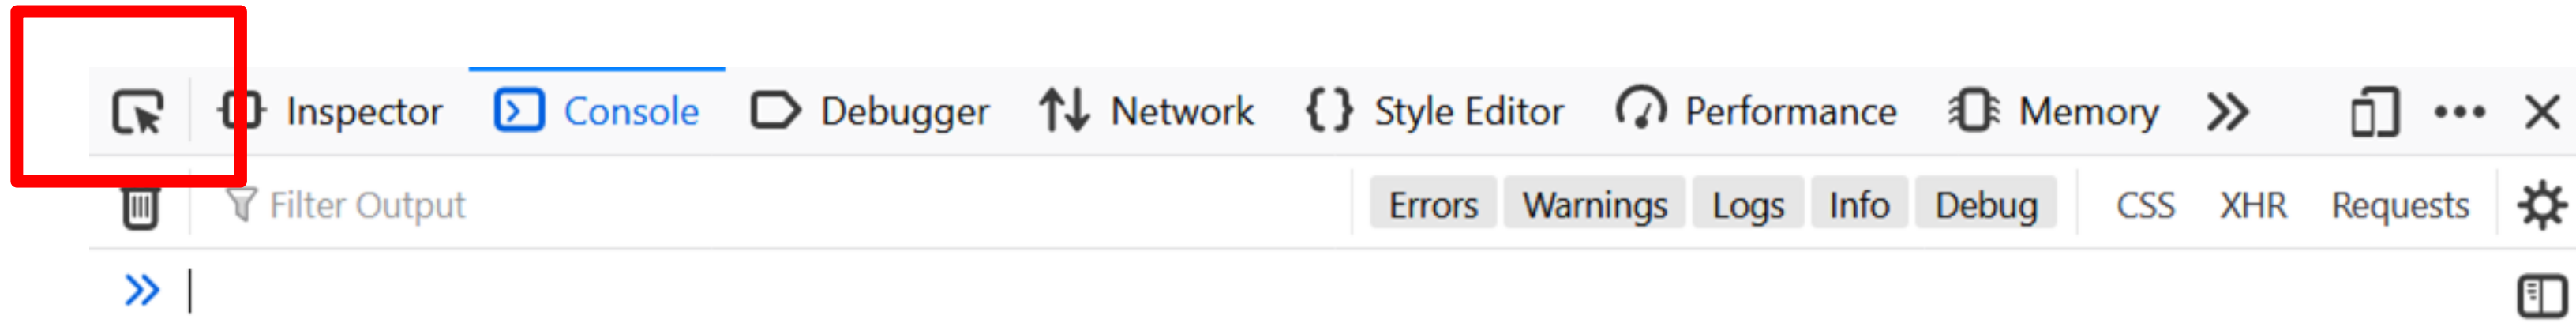 Inspector Console Debugger Network Style Editor Performance Memory
Filter Output Errors Warnings Logs Info Debug CSS XHR Requests